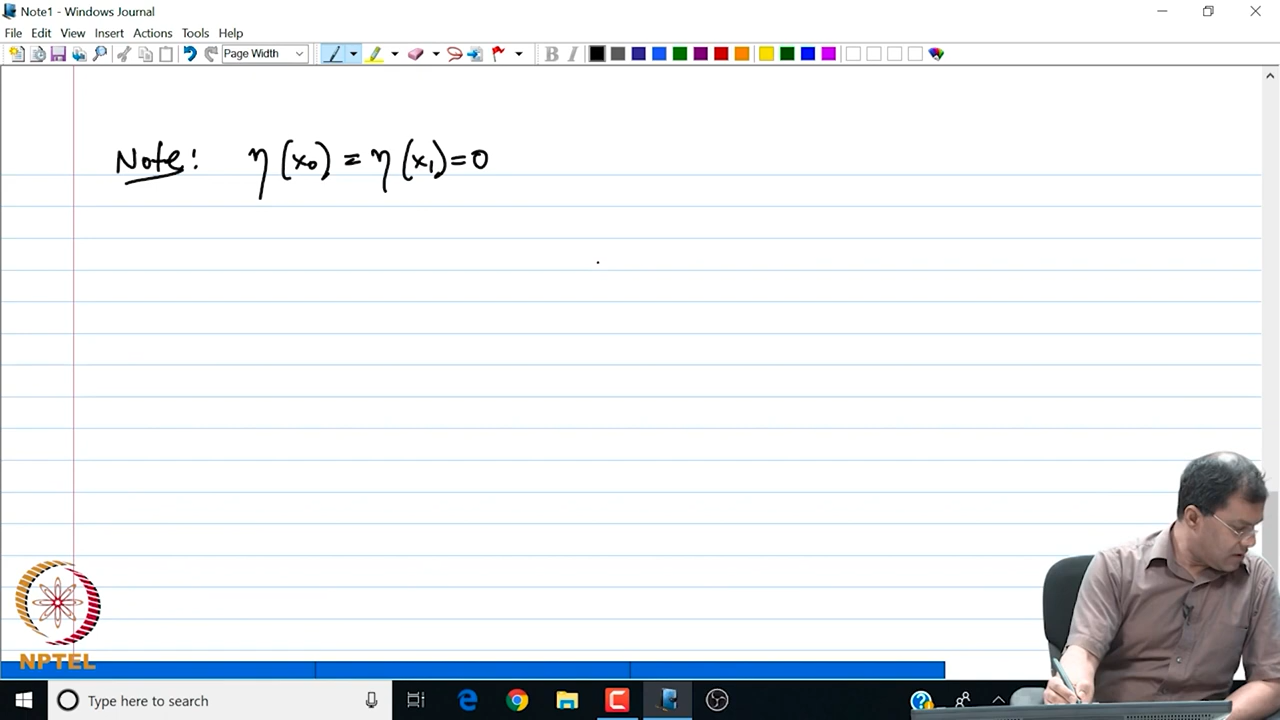 Note1 - Windows Journal
File Edit View Insert Actions Tools Help
Page Width B I
Note: η(x₀) = η(x₁) = 0
NPTEL
Type here to search